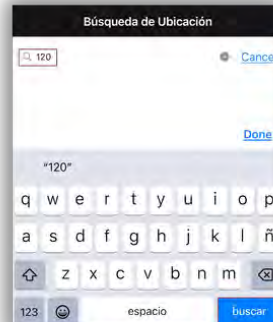 Búsqueda de Ubicación
120 Cance
Done
"120"
q w e r t y u i o p
a s d f g h j k l ñ
z x c v b n m
123 espacio buscar